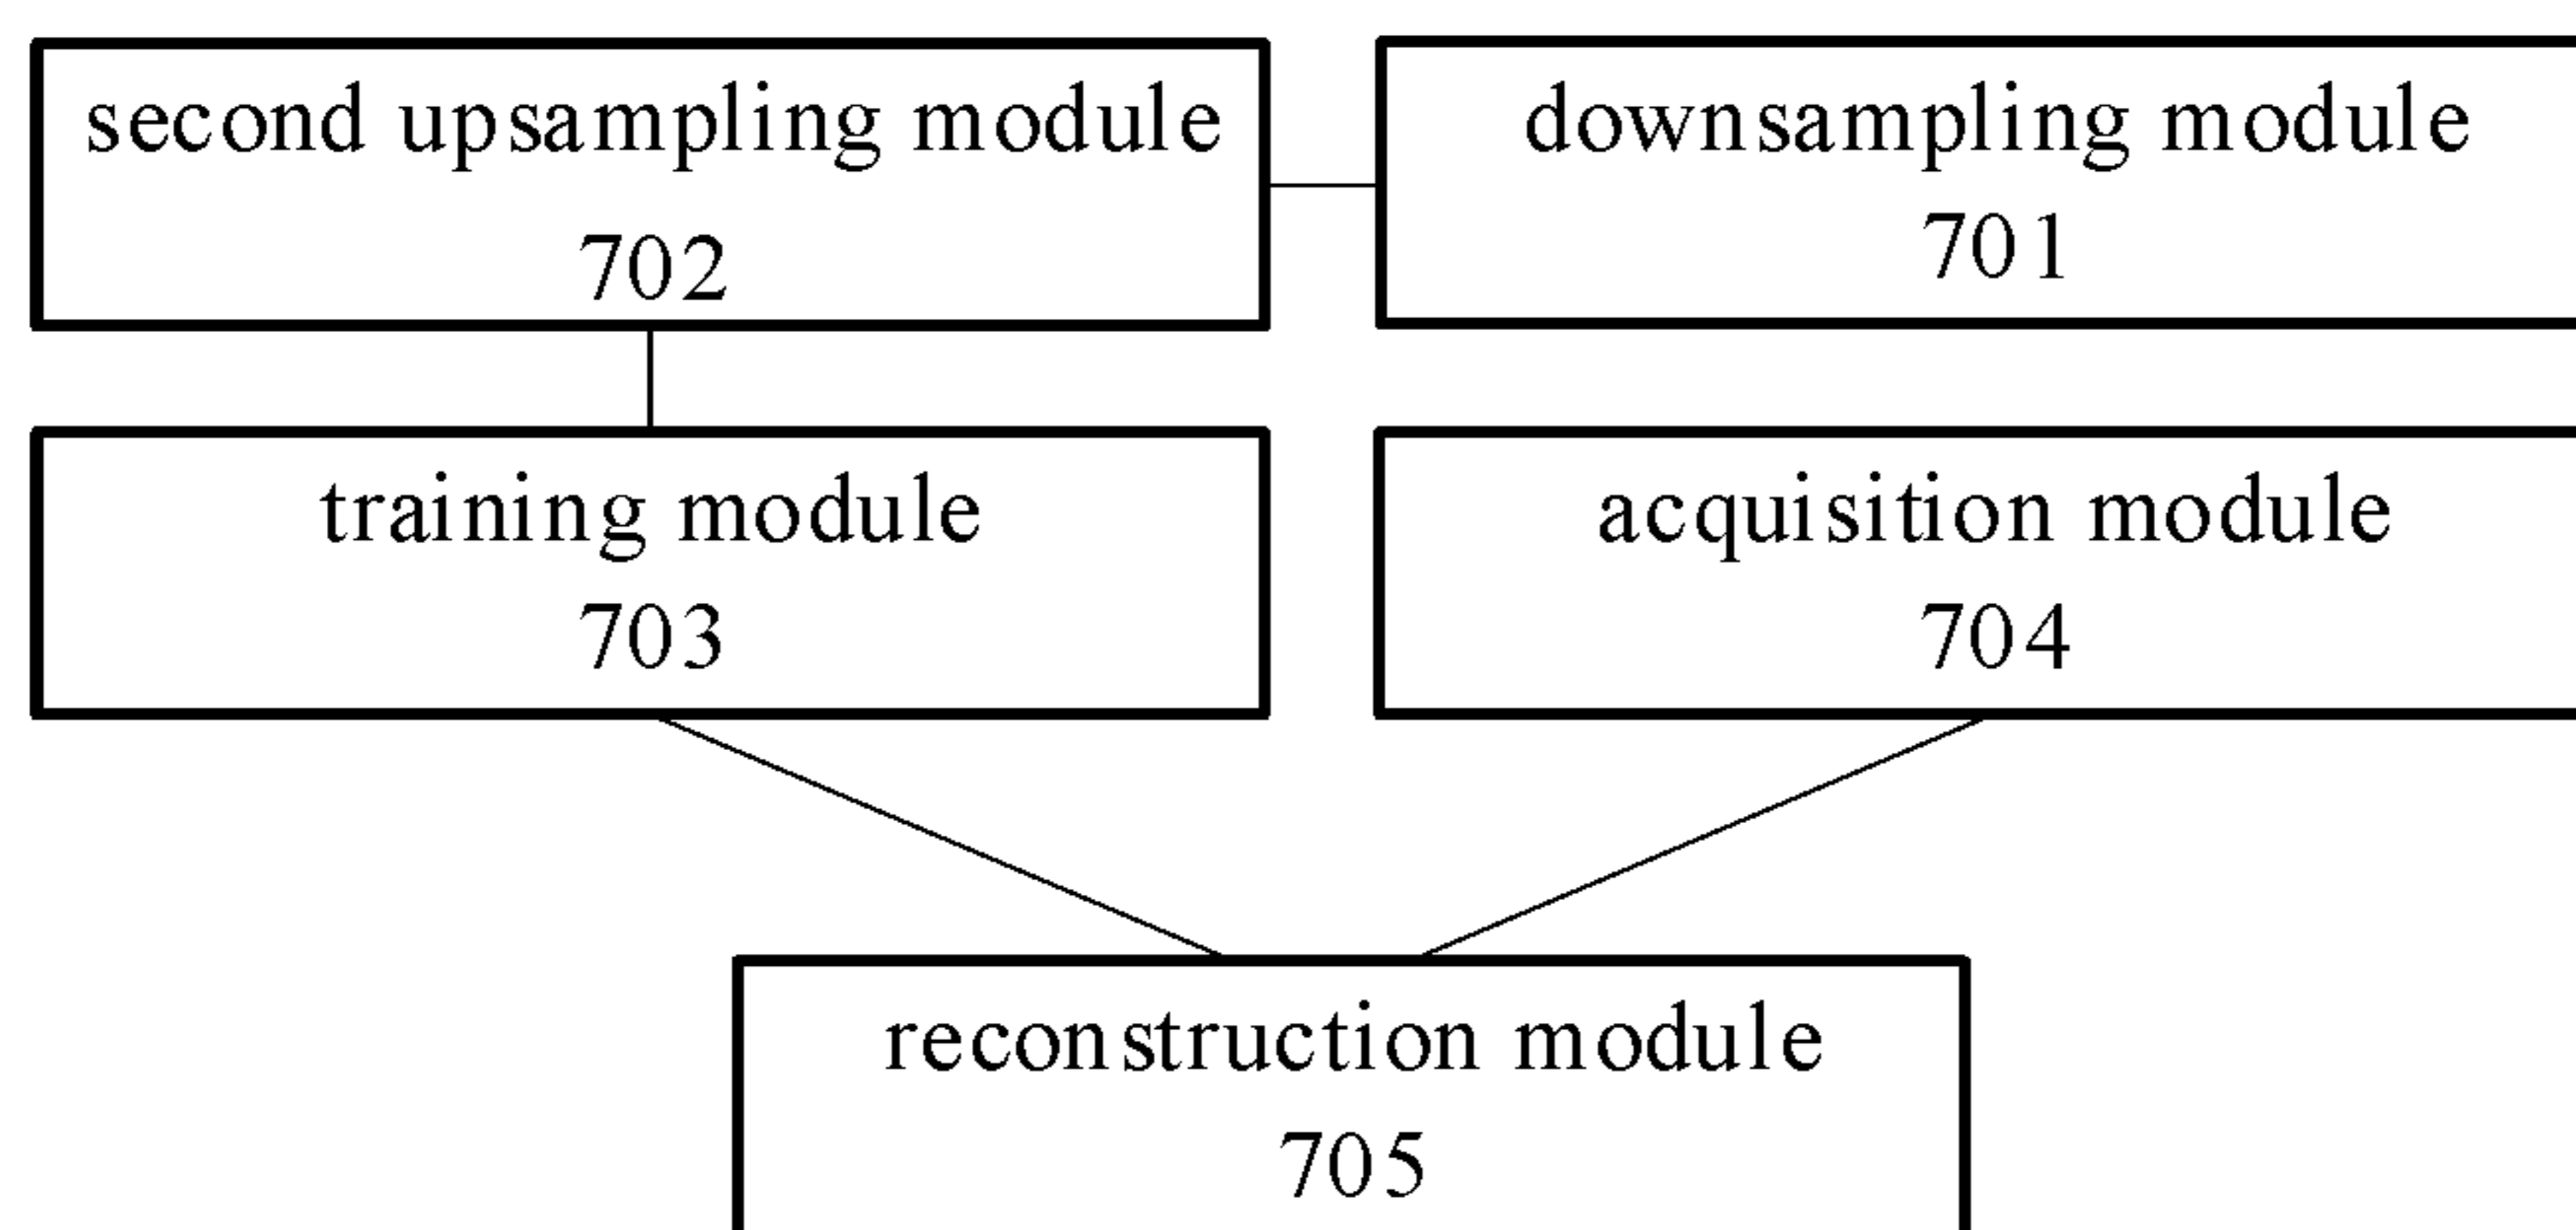 second upsampling module
702
downsampling module
701
training module
703
acquisition module
704
reconstruction module
705